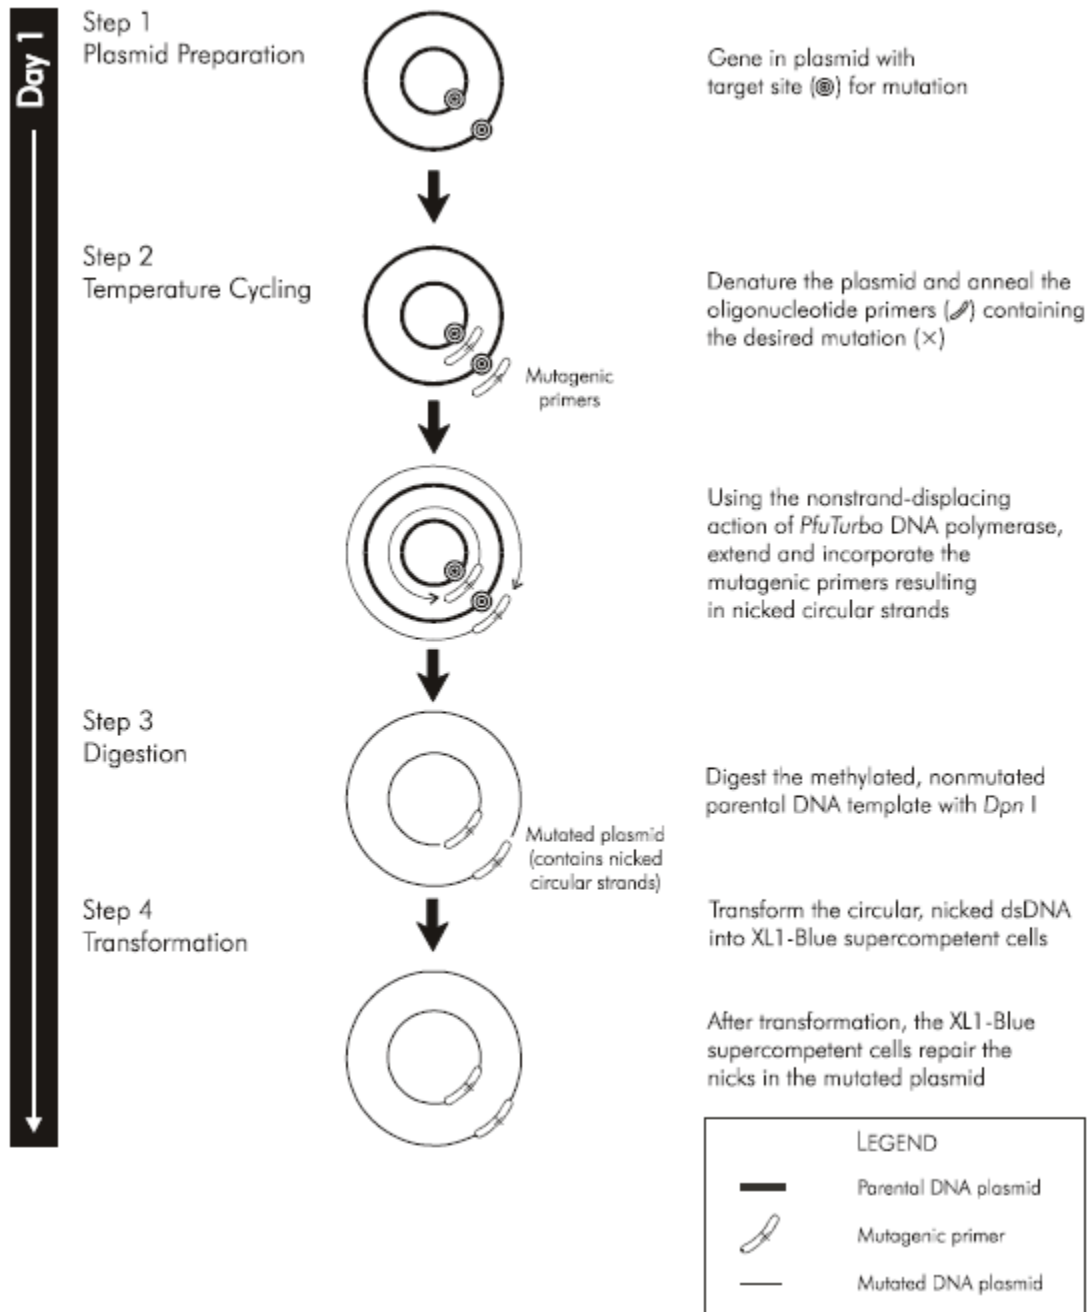 Day 1
Step 1
Plasmid Preparation
Gene in plasmid with
target site ( ) for mutation
Step 2
Temperature Cycling
Denature the plasmid and anneal the
oligonucleotide primers ( ) containing
the desired mutation (×)
Mutagenic
primers
Using the nonstrand-displacing
action of PfuTurbo DNA polymerase,
extend and incorporate the
mutagenic primers resulting
in nicked circular strands
Step 3
Digestion
Digest the methylated, nonmutated
parental DNA template with Dpn I
Mutated plasmid
(contains nicked
circular strands)
Step 4
Transformation
Transform the circular, nicked dsDNA
into XL1-Blue supercompetent cells
After transformation, the XL1-Blue
supercompetent cells repair the
nicks in the mutated plasmid
LEGEND
Parental DNA plasmid
Mutagenic primer
Mutated DNA plasmid